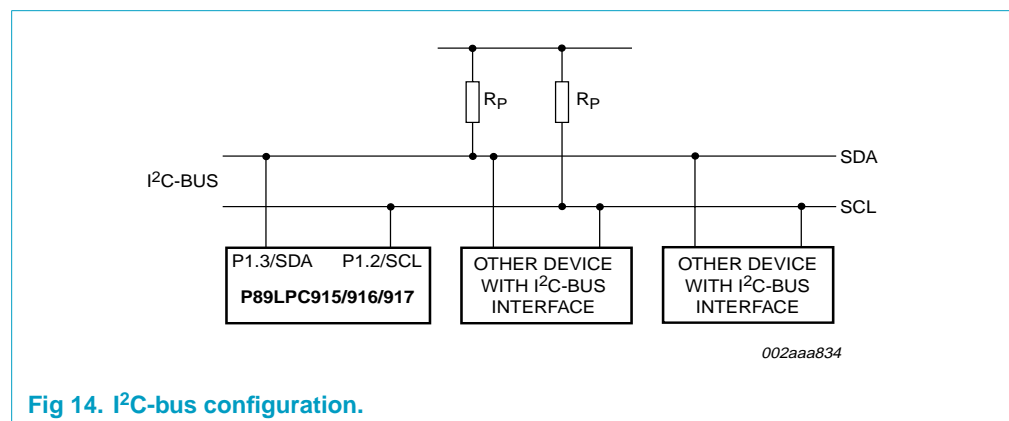 RP RP
SDA
I2C-BUS
SCL
P1.3/SDA P1.2/SCL
P89LPC915/916/917
OTHER DEVICE
WITH I2C-BUS
INTERFACE
OTHER DEVICE
WITH I2C-BUS
INTERFACE
002aaa834
Fig 14. I2C-bus configuration.